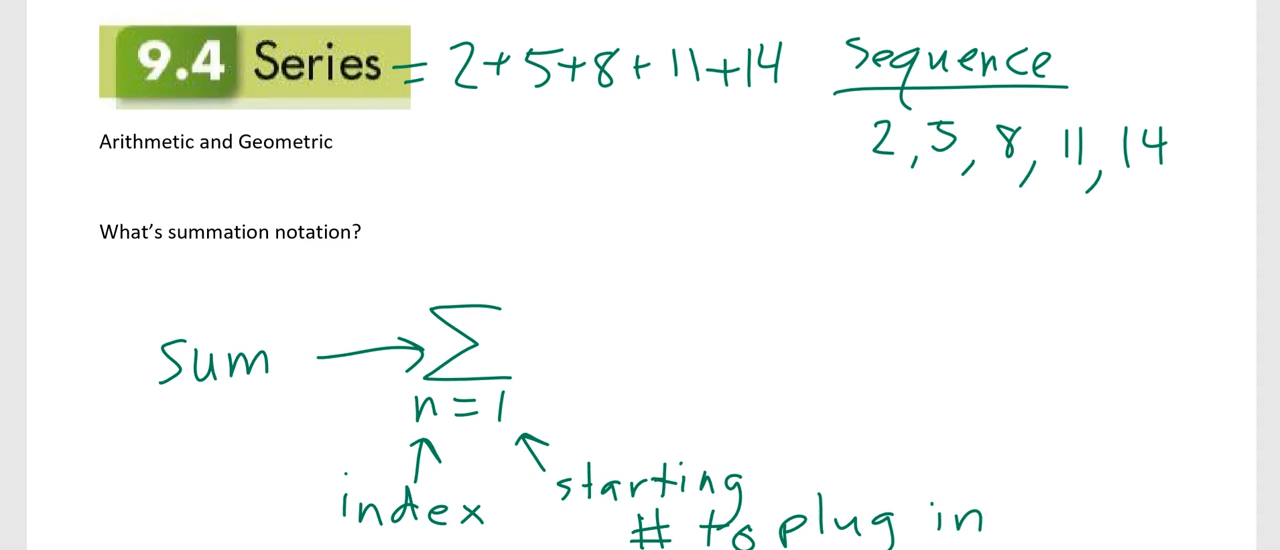 9.4 Series = 2+5+8+11+14 Sequence
2, 5, 8, 11, 14
Arithmetic and Geometric
What's summation notation?
Sum → Σ
n = 1
index starting
# to plug in